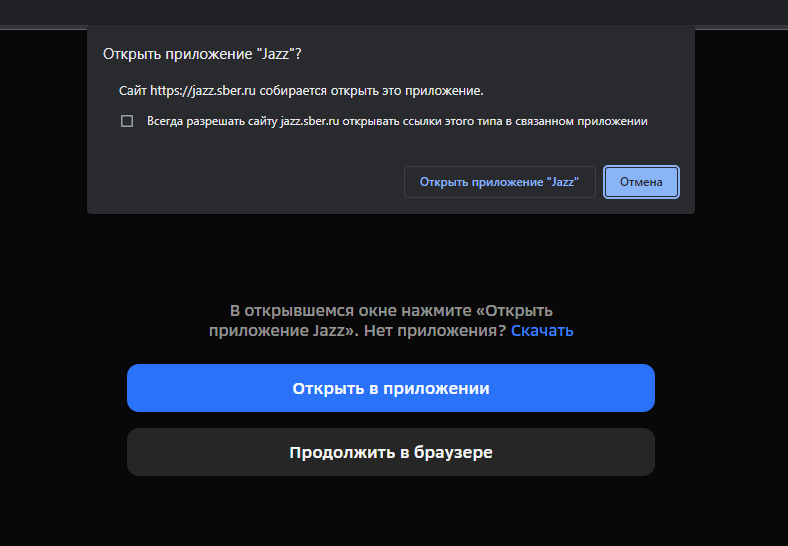 Открыть приложение "Jazz"?
Сайт https://jazz.sber.ru собирается открыть это приложение.
Всегда разрешать сайту jazz.sber.ru открывать ссылки этого типа в связанном приложении
Открыть приложение "Jazz" Отмена
В открывшемся окне нажмите «Открыть
приложение Jazz». Нет приложения? Скачать
Открыть в приложении
Продолжить в браузере